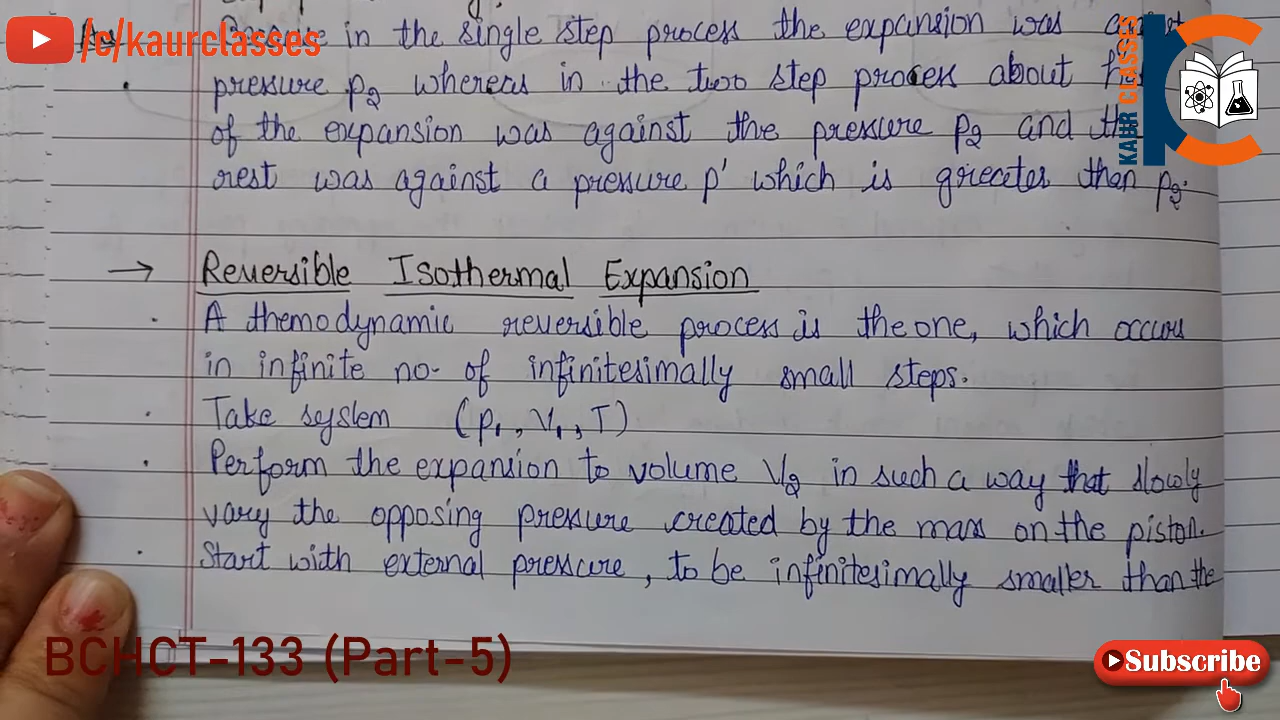 /c/kaurclasses
in the single step process the expansion was
pressure p2 whereas in the two step process about
of the expansion was against the pressure p2 and
rest was against a pressure p' which is greater than p2.
KAUR CLASSES
→ Reversible Isothermal Expansion
· A themodynamic reversible process is the one, which occurs
in infinite no. of infinitesimally small steps.
· Take system (p1, V1, T)
· Perform the expansion to volume V2 in such a way that slowly
vary the opposing pressure created by the mass on the piston.
· Start with external pressure, to be infinitesimally smaller than the
BCHCT-133 (Part-5)
Subscribe